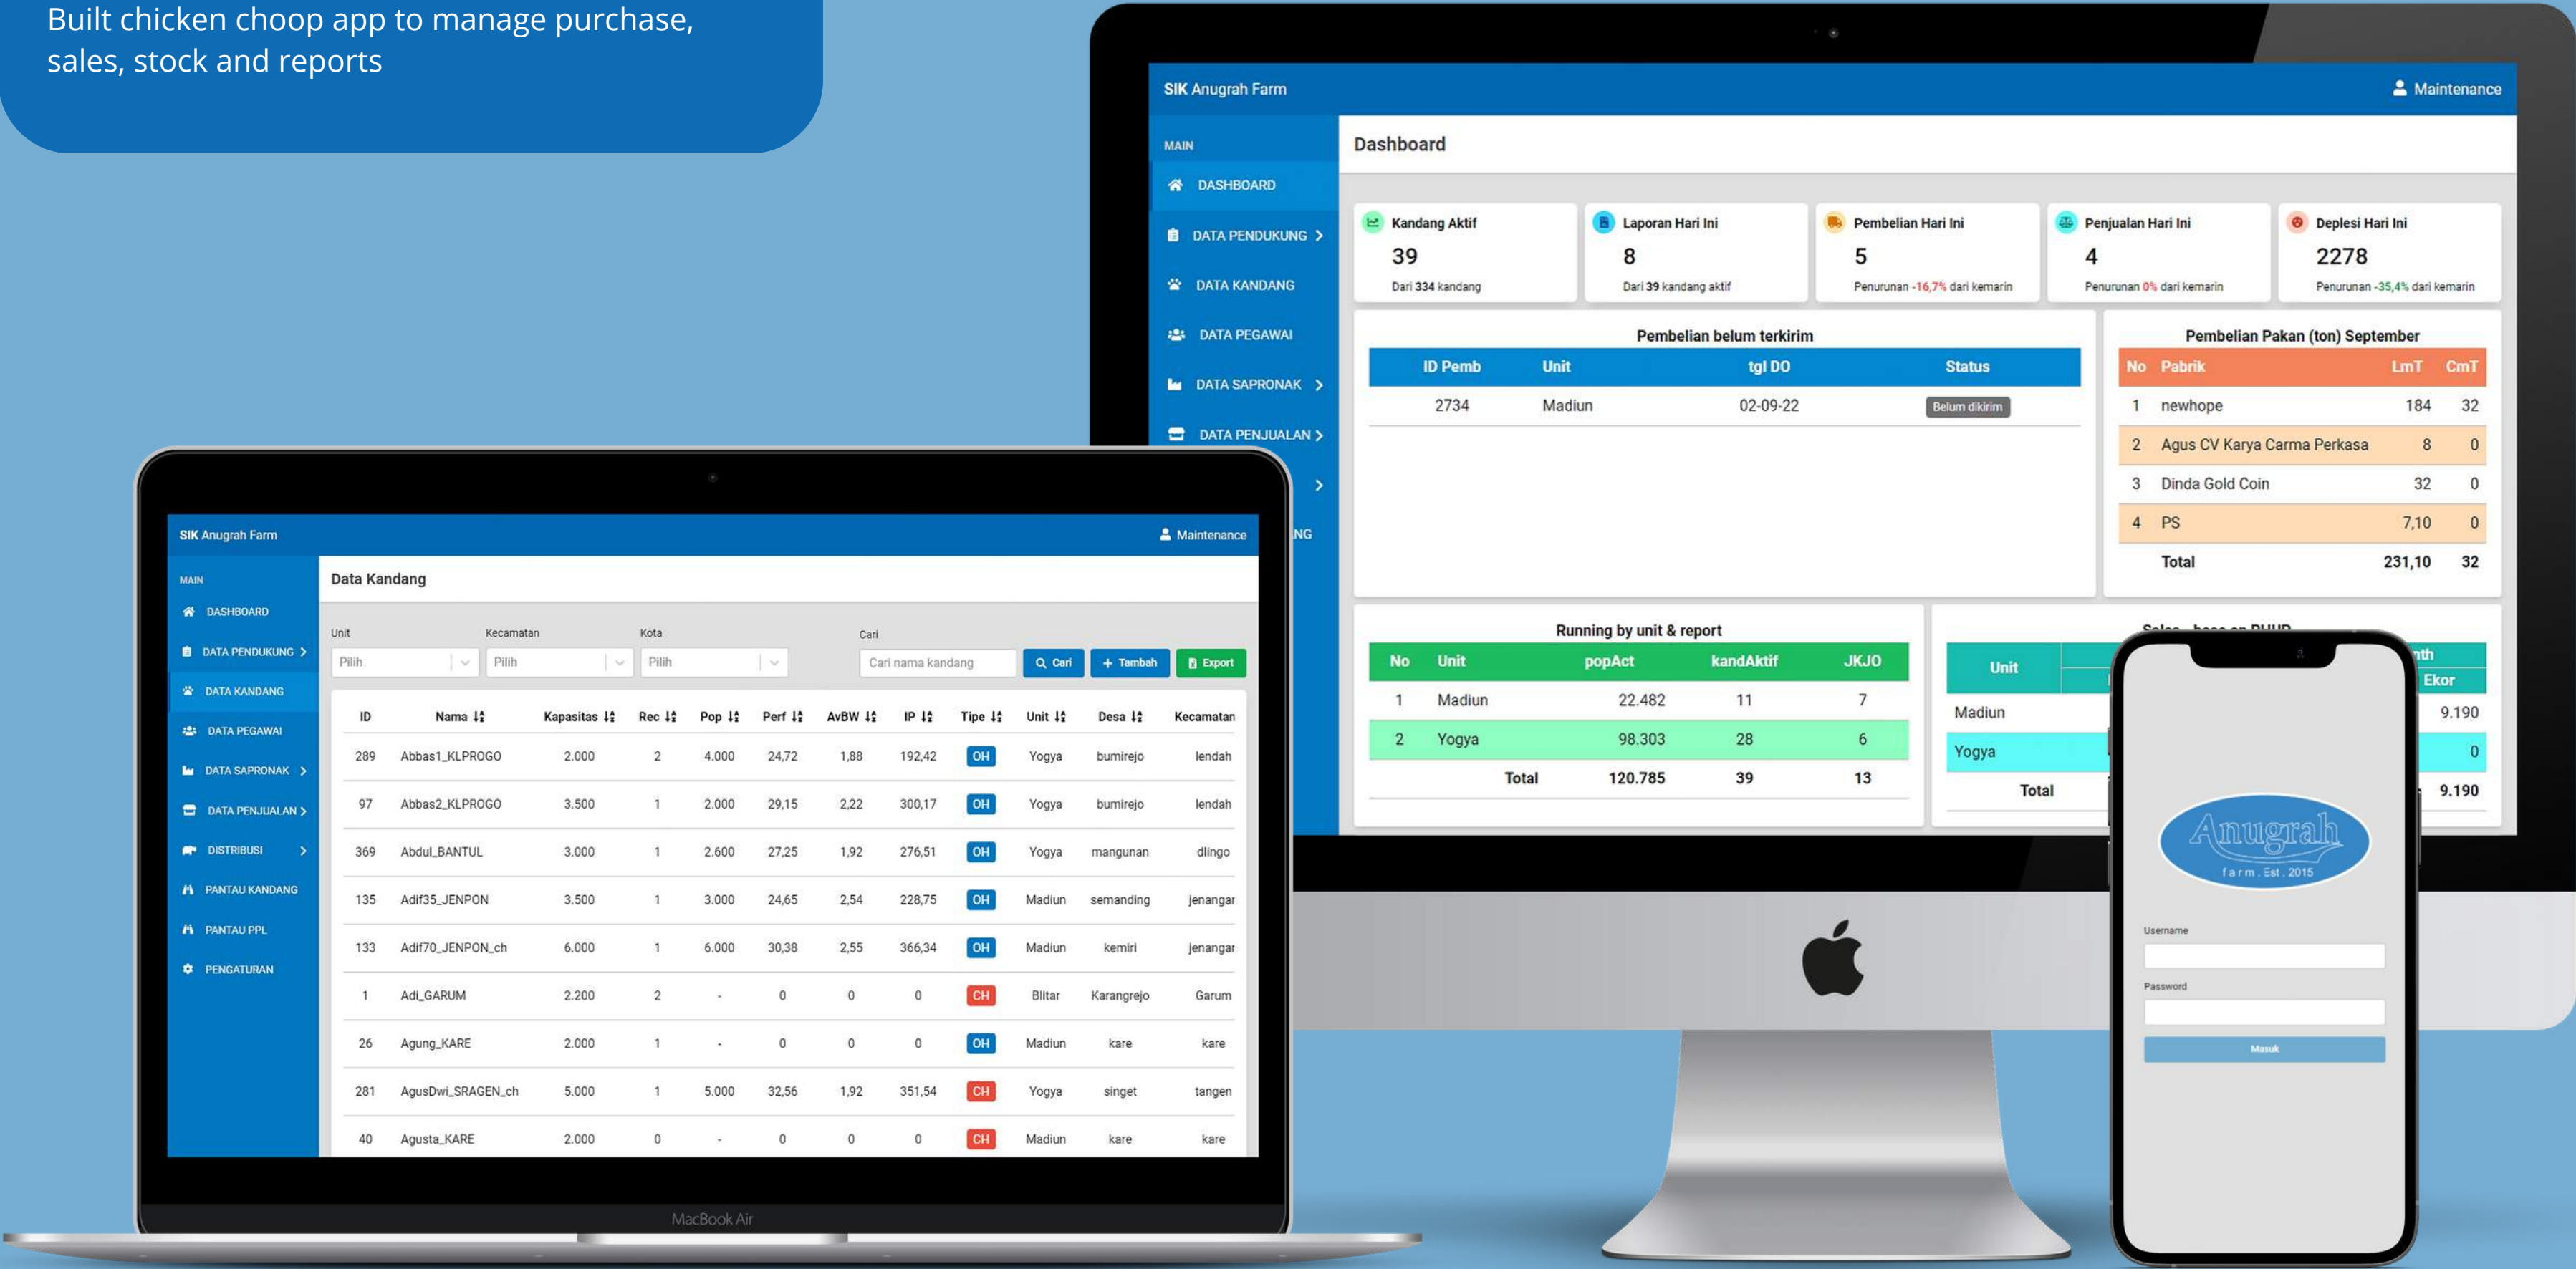 Built chicken choop app to manage purchase,
sales, stock and reports
SIK Anugrah Farm
Maintenance
MAIN
DASHBOARD
DATA PENDUKUNG
DATA KANDANG
DATA PEGAWAI
DATA SAPRONAK
DATA PENJUALAN
NG
Dashboard
Kandang Aktif
39
Dari 334 kandang
Laporan Hari Ini
8
Dari 39 kandang aktif
Pembelian Hari Ini
5
Penurunan -16,7% dari kemarin
Penjualan Hari Ini
4
Penurunan 0% dari kemarin
Deplesi Hari Ini
2278
Penurunan -35,4% dari kemarin
Pembelian belum terkirim
ID Pemb Unit tgl DO Status
2734 Madiun 02-09-22 Belum dikirim
Pembelian Pakan (ton) September
No Pabrik LmT CmT
1 newhope 184 32
2 Agus CV Karya Carma Perkasa 8 0
3 Dinda Gold Coin 32 0
4 PS 7,10 0
Total 231,10 32
Running by unit & report
No Unit popAct kandAktif JKJO
1 Madiun 22.482 11 7
2 Yogya 98.303 28 6
Total 120.785 39 13
Unit nth
Ekor
Madiun 9.190
Yogya 0
Total 9.190
SIK Anugrah Farm
Maintenance
MAIN
DASHBOARD
DATA PENDUKUNG
DATA KANDANG
DATA PEGAWAI
DATA SAPRONAK
DATA PENJUALAN
DISTRIBUSI
PANTAU KANDANG
PANTAU PPL
PENGATURAN
Data Kandang
Unit Kecamatan Kota Cari
Pilih Pilih Pilih Cari nama kandang Cari + Tambah Export
ID Nama Kapasitas Rec Pop Perf AvBW IP Tipe Unit Desa Kecamatan
289 Abbas1_KLPROGO 2.000 2 4.000 24,72 1,88 192,42 OH Yogya bumirejo lendah
97 Abbas2_KLPROGO 3.500 1 2.000 29,15 2,22 300,17 OH Yogya bumirejo lendah
369 Abdul_BANTUL 3.000 1 2.600 27,25 1,92 276,51 OH Yogya mangunan dlingo
135 Adif35_JENPON 3.500 1 3.000 24,65 2,54 228,75 OH Madiun semanding jenangar
133 Adif70_JENPON_ch 6.000 1 6.000 30,38 2,55 366,34 OH Madiun kemiri jenangar
1 Adi_GARUM 2.200 2 - 0 0 0 CH Blitar Karangrejo Garum
26 Agung_KARE 2.000 1 - 0 0 0 OH Madiun kare kare
281 AgusDwi_SRAGEN_ch 5.000 1 5.000 32,56 1,92 351,54 CH Yogya singet tangen
40 Agusta_KARE 2.000 0 - 0 0 0 CH Madiun kare kare
MacBook Air
Anugrah
farm . Est . 2015
Username
Password
Masuk